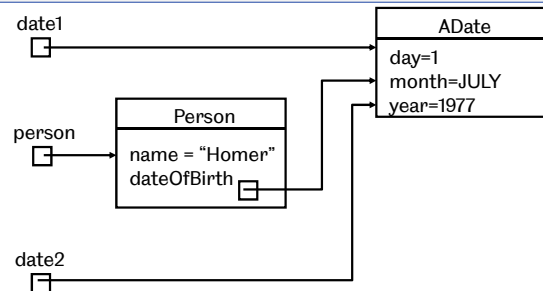 date1
ADate
day=1
month=JULY
year=1977
person
Person
name = “Homer”
dateOfBirth
date2